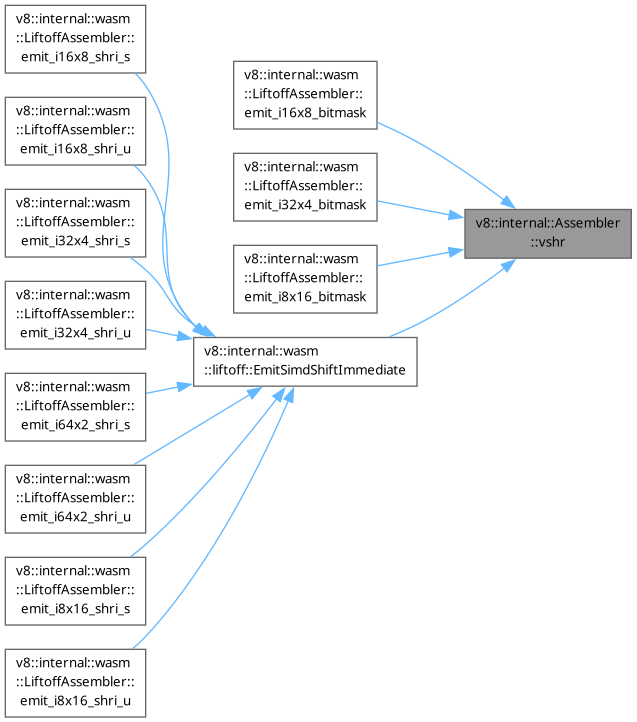 v8::internal::wasm
::LiftoffAssembler::
emit_i16x8_shri_s
v8::internal::wasm
::LiftoffAssembler::
emit_i16x8_shri_u
v8::internal::wasm
::LiftoffAssembler::
emit_i32x4_shri_s
v8::internal::wasm
::LiftoffAssembler::
emit_i32x4_shri_u
v8::internal::wasm
::LiftoffAssembler::
emit_i64x2_shri_s
v8::internal::wasm
::LiftoffAssembler::
emit_i64x2_shri_u
v8::internal::wasm
::LiftoffAssembler::
emit_i8x16_shri_s
v8::internal::wasm
::LiftoffAssembler::
emit_i8x16_shri_u
v8::internal::wasm
::LiftoffAssembler::
emit_i16x8_bitmask
v8::internal::wasm
::LiftoffAssembler::
emit_i32x4_bitmask
v8::internal::wasm
::LiftoffAssembler::
emit_i8x16_bitmask
v8::internal::wasm
::liftoff::EmitSimdShiftImmediate
v8::internal::Assembler
::vshr